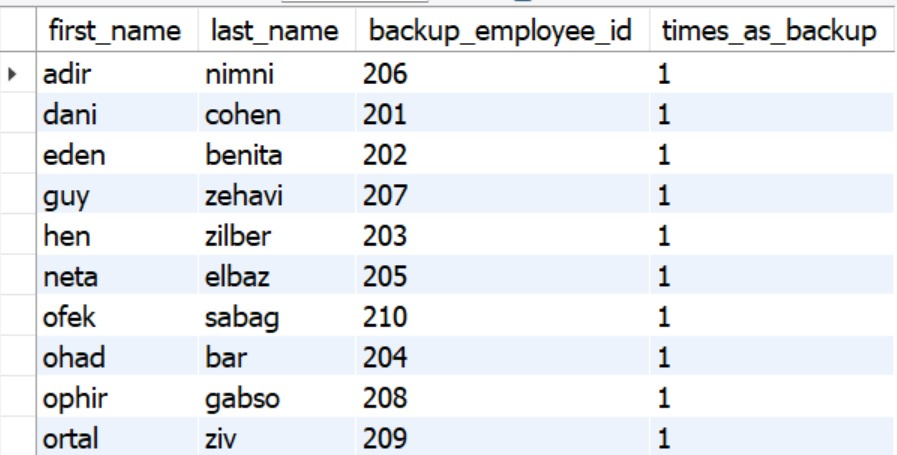 first_name last_name backup_employee_id times_as_backup
adir nimni 206 1
dani cohen 201 1
eden benita 202 1
guy zehavi 207 1
hen zilber 203 1
neta elbaz 205 1
ofek sabag 210 1
ohad bar 204 1
ophir gabso 208 1
ortal ziv 209 1